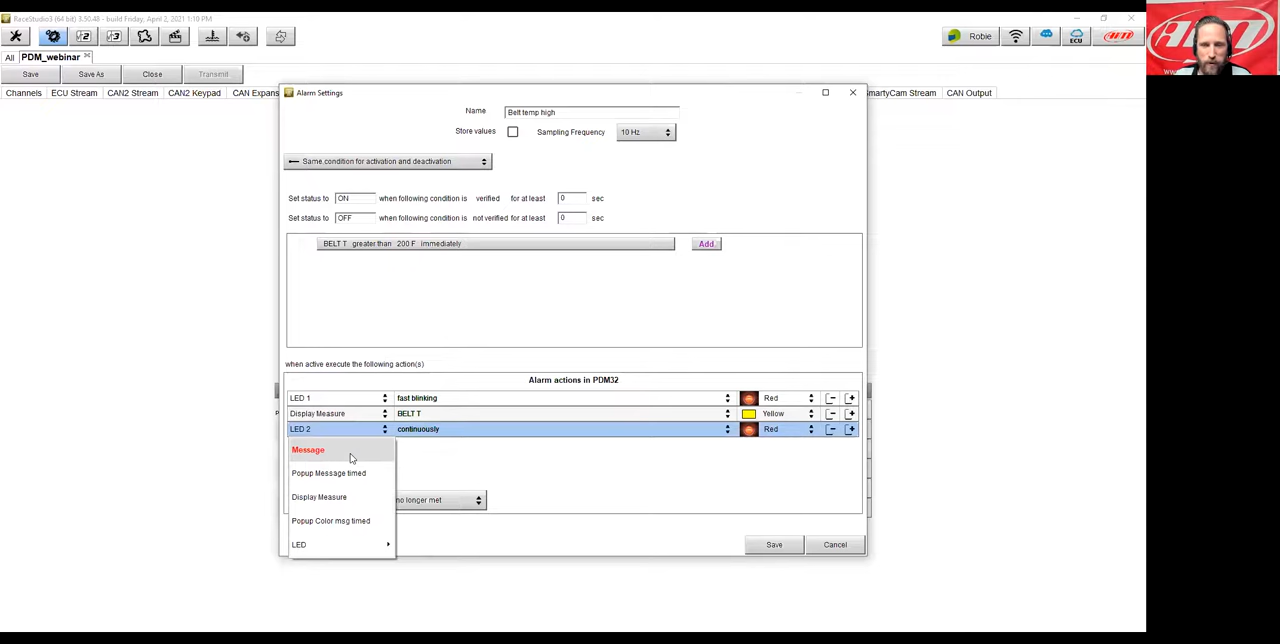 RaceStudio3 (64 bit) 3.50.48 - build Friday, April 2, 2021 1:10 PM
2 3 Robie ECU AiM
All PDM_webinar
Save Save As Close Transmit
Channels ECU Stream CAN2 Stream CAN2 Keypad CAN Expans SmartyCam Stream CAN Output
Alarm Settings
Name Belt temp high
Store values Sampling Frequency 10 Hz
Same condition for activation and deactivation
Set status to ON when following condition is verified for at least 0 sec
Set status to OFF when following condition is not verified for at least 0 sec
BELT T greater than 200 F immediately Add
when active execute the following action(s)
Alarm actions in PDM32
LED 1 fast blinking Red
Display Measure BELT T Yellow
LED 2 continuously Red
Message
Popup Message timed
Display Measure no longer met
Popup Color msg timed
LED Save Cancel